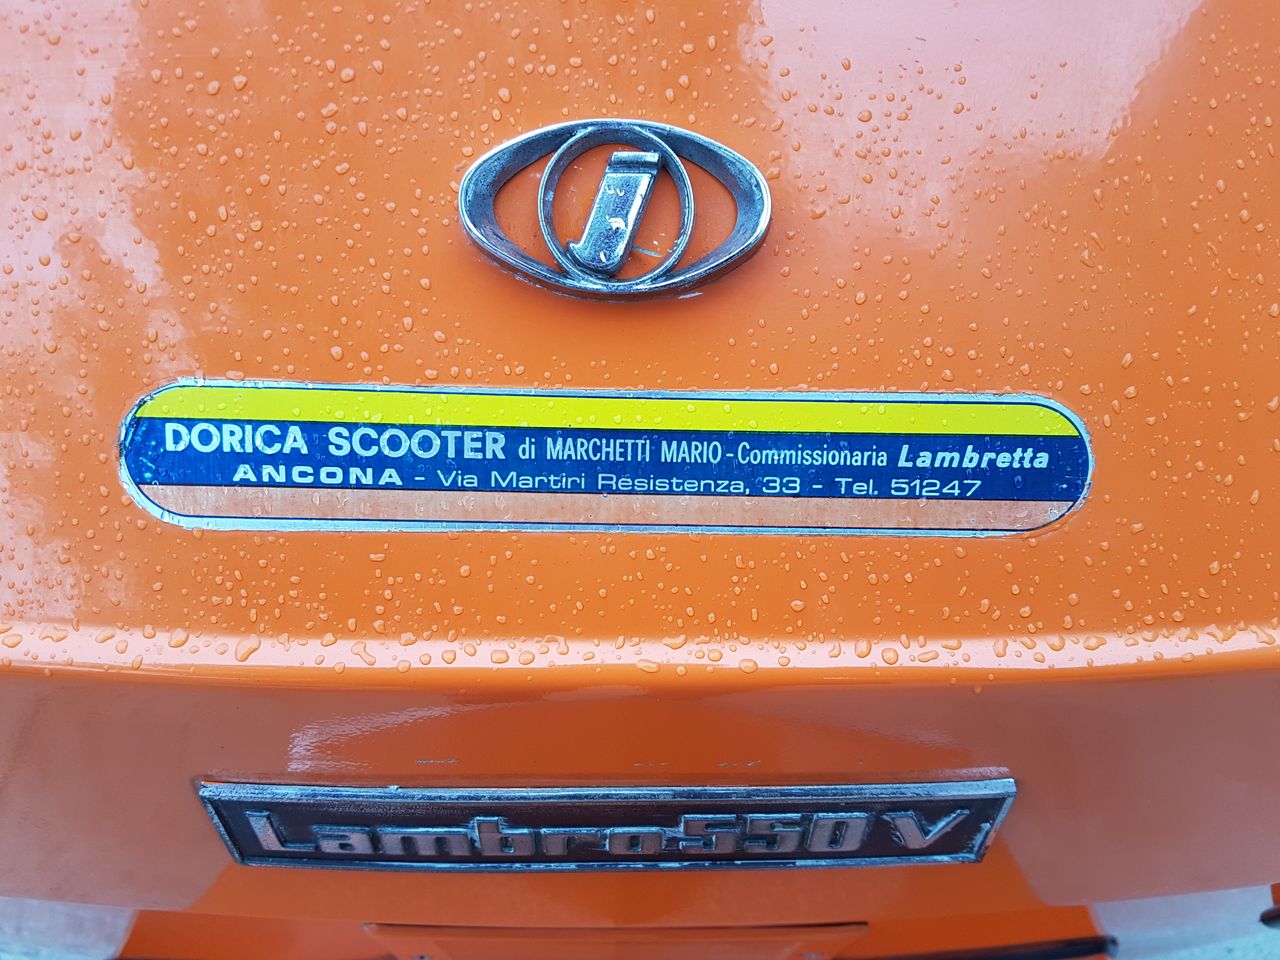 i
DORICA SCOOTER di MARCHETTI MARIO - Commissionaria Lambretta
ANCONA - Via Martiri Resistenza, 33 - Tel. 51247
Lambro 550 V